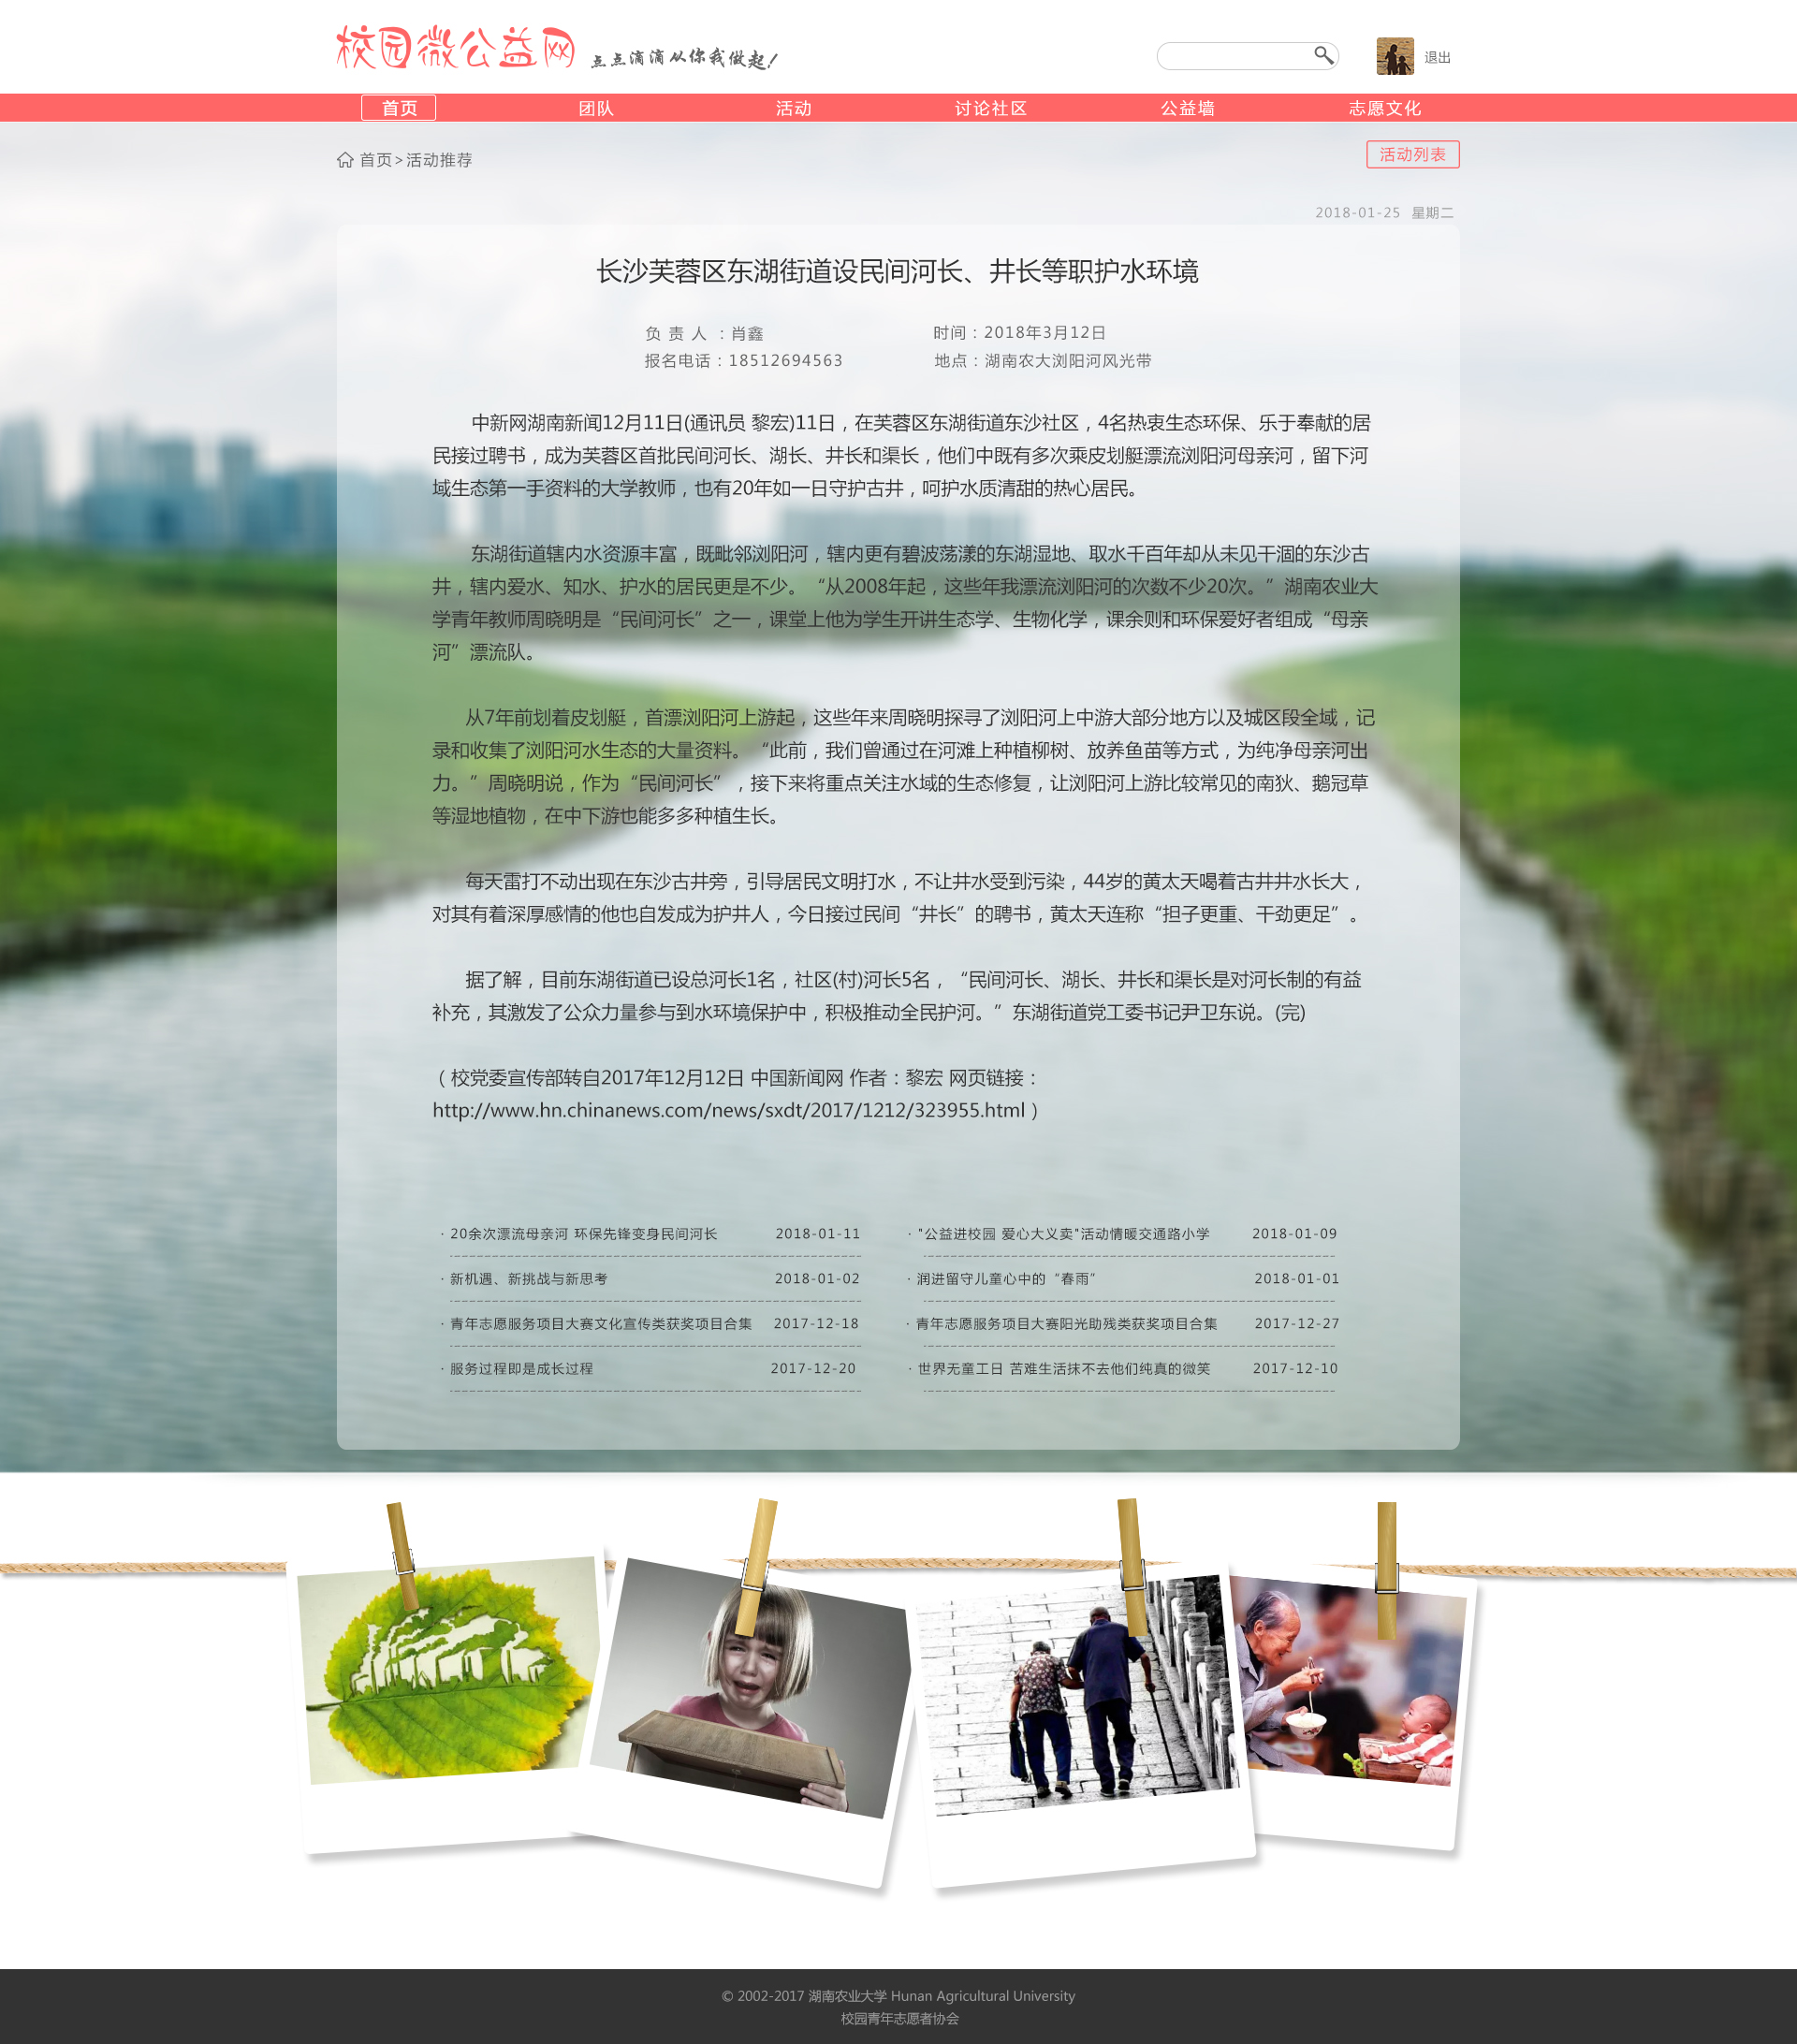 校园微公益网 点点滴滴从你我做起!
退出
首页 团队 活动 讨论社区 公益墙 志愿文化
首页>活动推荐
活动列表
2018-01-25 星期二
长沙芙蓉区东湖街道设民间河长、井长等职护水环境
负 责 人 ：肖鑫 时间：2018年3月12日
报名电话：18512694563 地点：湖南农大浏阳河风光带
中新网湖南新闻12月11日(通讯员 黎宏)11日，在芙蓉区东湖街道东沙社区，4名热衷生态环保、乐于奉献的居
民接过聘书，成为芙蓉区首批民间河长、湖长、井长和渠长，他们中既有多次乘皮划艇漂流浏阳河母亲河，留下河
域生态第一手资料的大学教师，也有20年如一日守护古井，呵护水质清甜的热心居民。
东湖街道辖内水资源丰富，既毗邻浏阳河，辖内更有碧波荡漾的东湖湿地、取水千百年却从未见干涸的东沙古
井，辖内爱水、知水、护水的居民更是不少。“从2008年起，这些年我漂流浏阳河的次数不少20次。”湖南农业大
学青年教师周晓明是“民间河长”之一，课堂上他为学生开讲生态学、生物化学，课余则和环保爱好者组成“母亲
河”漂流队。
从7年前划着皮划艇，首漂浏阳河上游起，这些年来周晓明探寻了浏阳河上中游大部分地方以及城区段全域，记
录和收集了浏阳河水生态的大量资料。“此前，我们曾通过在河滩上种植柳树、放养鱼苗等方式，为纯净母亲河出
力。”周晓明说，作为“民间河长”，接下来将重点关注水域的生态修复，让浏阳河上游比较常见的南狄、鹅冠草
等湿地植物，在中下游也能多多种植生长。
每天雷打不动出现在东沙古井旁，引导居民文明打水，不让井水受到污染，44岁的黄太天喝着古井井水长大，
对其有着深厚感情的他也自发成为护井人，今日接过民间“井长”的聘书，黄太天连称“担子更重、干劲更足”。
据了解，目前东湖街道已设总河长1名，社区(村)河长5名，“民间河长、湖长、井长和渠长是对河长制的有益
补充，其激发了公众力量参与到水环境保护中，积极推动全民护河。”东湖街道党工委书记尹卫东说。(完)
（ 校党委宣传部转自2017年12月12日 中国新闻网 作者：黎宏 网页链接：
http://www.hn.chinanews.com/news/sxdt/2017/1212/323955.html ）
· 20余次漂流母亲河 环保先锋变身民间河长 2018-01-11 · "公益进校园 爱心大义卖"活动情暖交通路小学 2018-01-09
· 新机遇、新挑战与新思考 2018-01-02 · 润进留守儿童心中的“春雨” 2018-01-01
· 青年志愿服务项目大赛文化宣传类获奖项目合集 2017-12-18 · 青年志愿服务项目大赛阳光助残类获奖项目合集 2017-12-27
· 服务过程即是成长过程 2017-12-20 · 世界无童工日 苦难生活抹不去他们纯真的微笑 2017-12-10
© 2002-2017 湖南农业大学 Hunan Agricultural University
校园青年志愿者协会